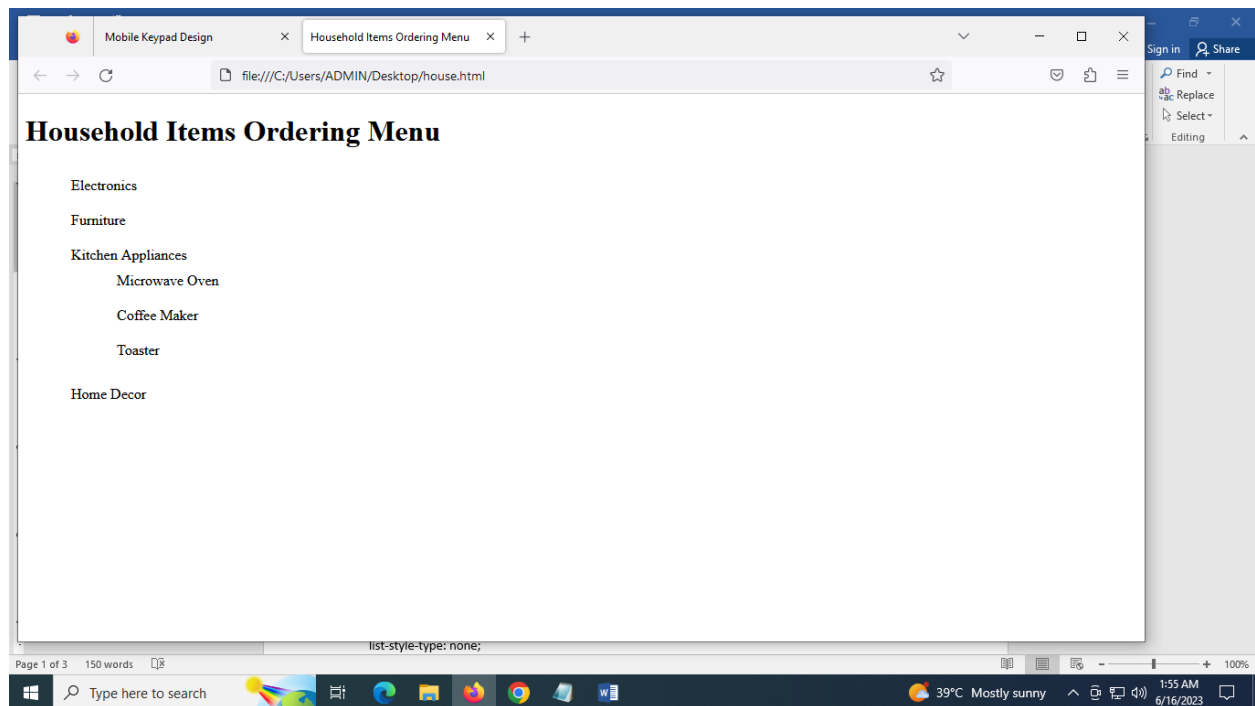 Mobile Keypad Design
Household Items Ordering Menu
Sign in Share
file:///C:/Users/ADMIN/Desktop/house.html
Find
Replace
Select
Editing
Household Items Ordering Menu
Electronics
Furniture
Kitchen Appliances
Microwave Oven
Coffee Maker
Toaster
Home Decor
list-style-type: none;
Page 1 of 3 150 words 100%
Type here to search 39°C Mostly sunny 1:55 AM
6/16/2023